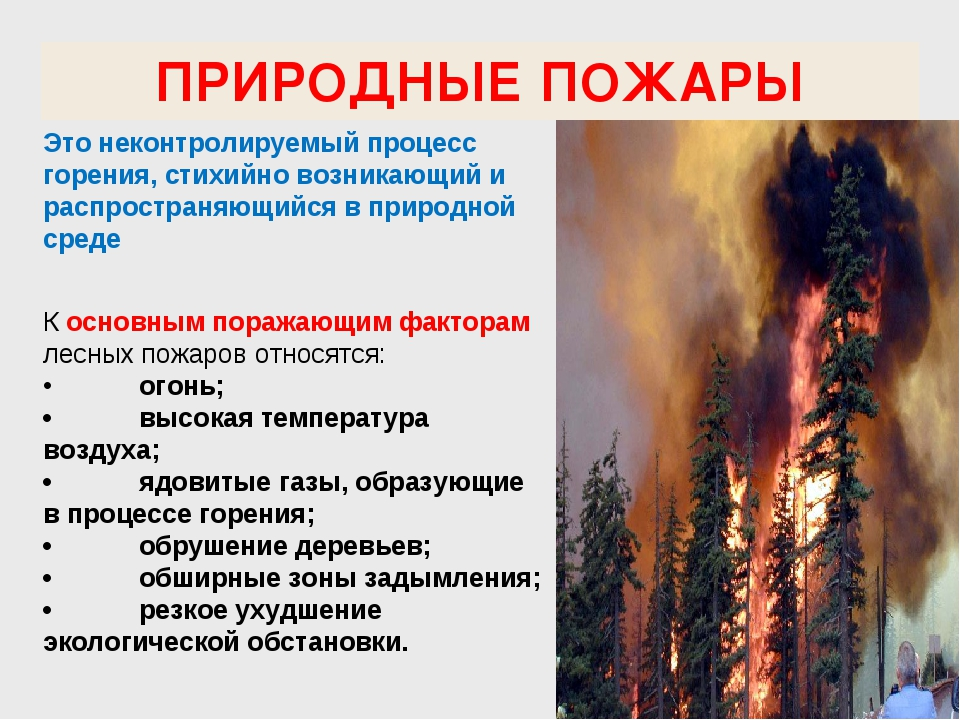 ПРИРОДНЫЕ ПОЖАРЫ
Это неконтролируемый процесс
горения, стихийно возникающий и
распространяющийся в природной
среде
К основным поражающим факторам
лесных пожаров относятся:
• огонь;
• высокая температура
воздуха;
• ядовитые газы, образующие
в процессе горения;
• обрушение деревьев;
• обширные зоны задымления;
• резкое ухудшение
экологической обстановки.